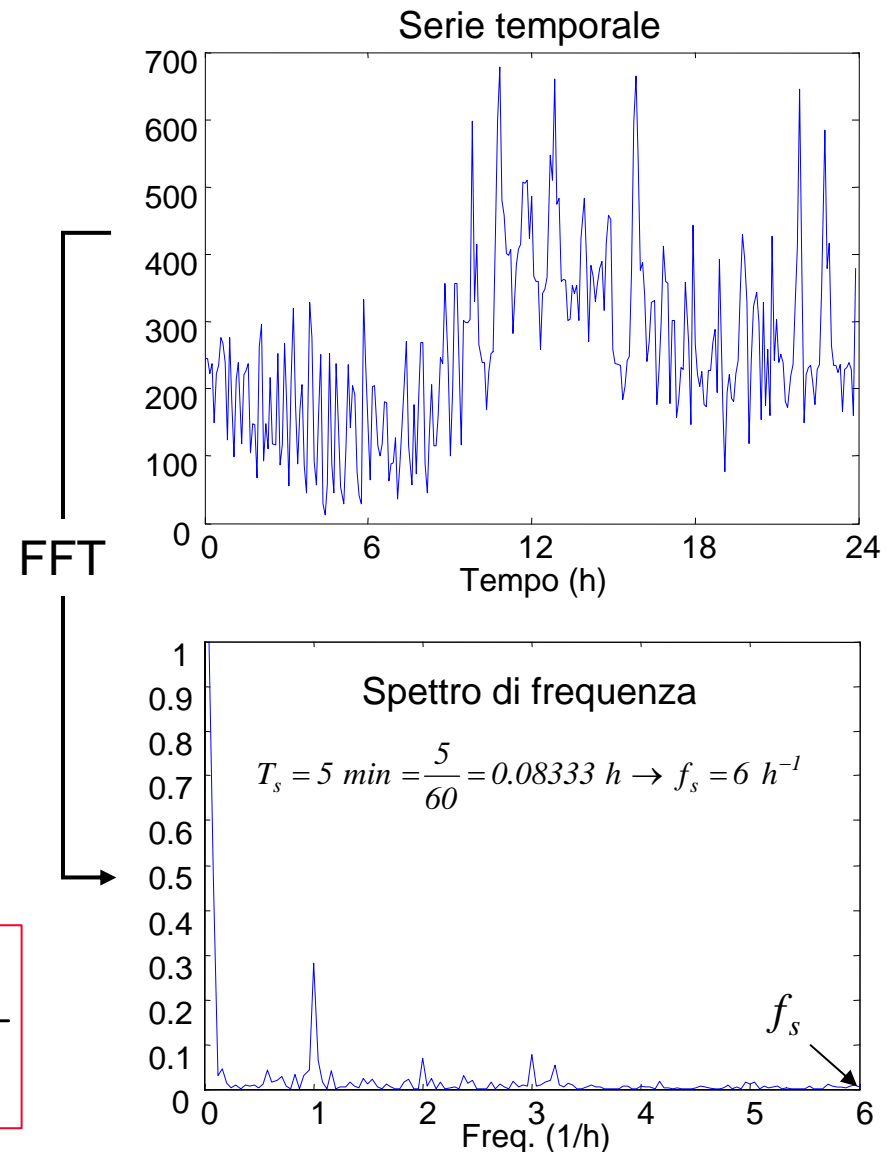 Serie temporale
700
600
500
400
300
200
100
0
0 6 12 18 24
Tempo (h)
FFT
Spettro di frequenza
T_s = 5 min = 5/60 = 0.08333 h → f_s = 6 h^{-1}
1
0.9
0.8
0.7
0.6
0.5
0.4
0.3
0.2
0.1
0
f_s
0 1 2 3 4 5 6
Freq. (1/h)